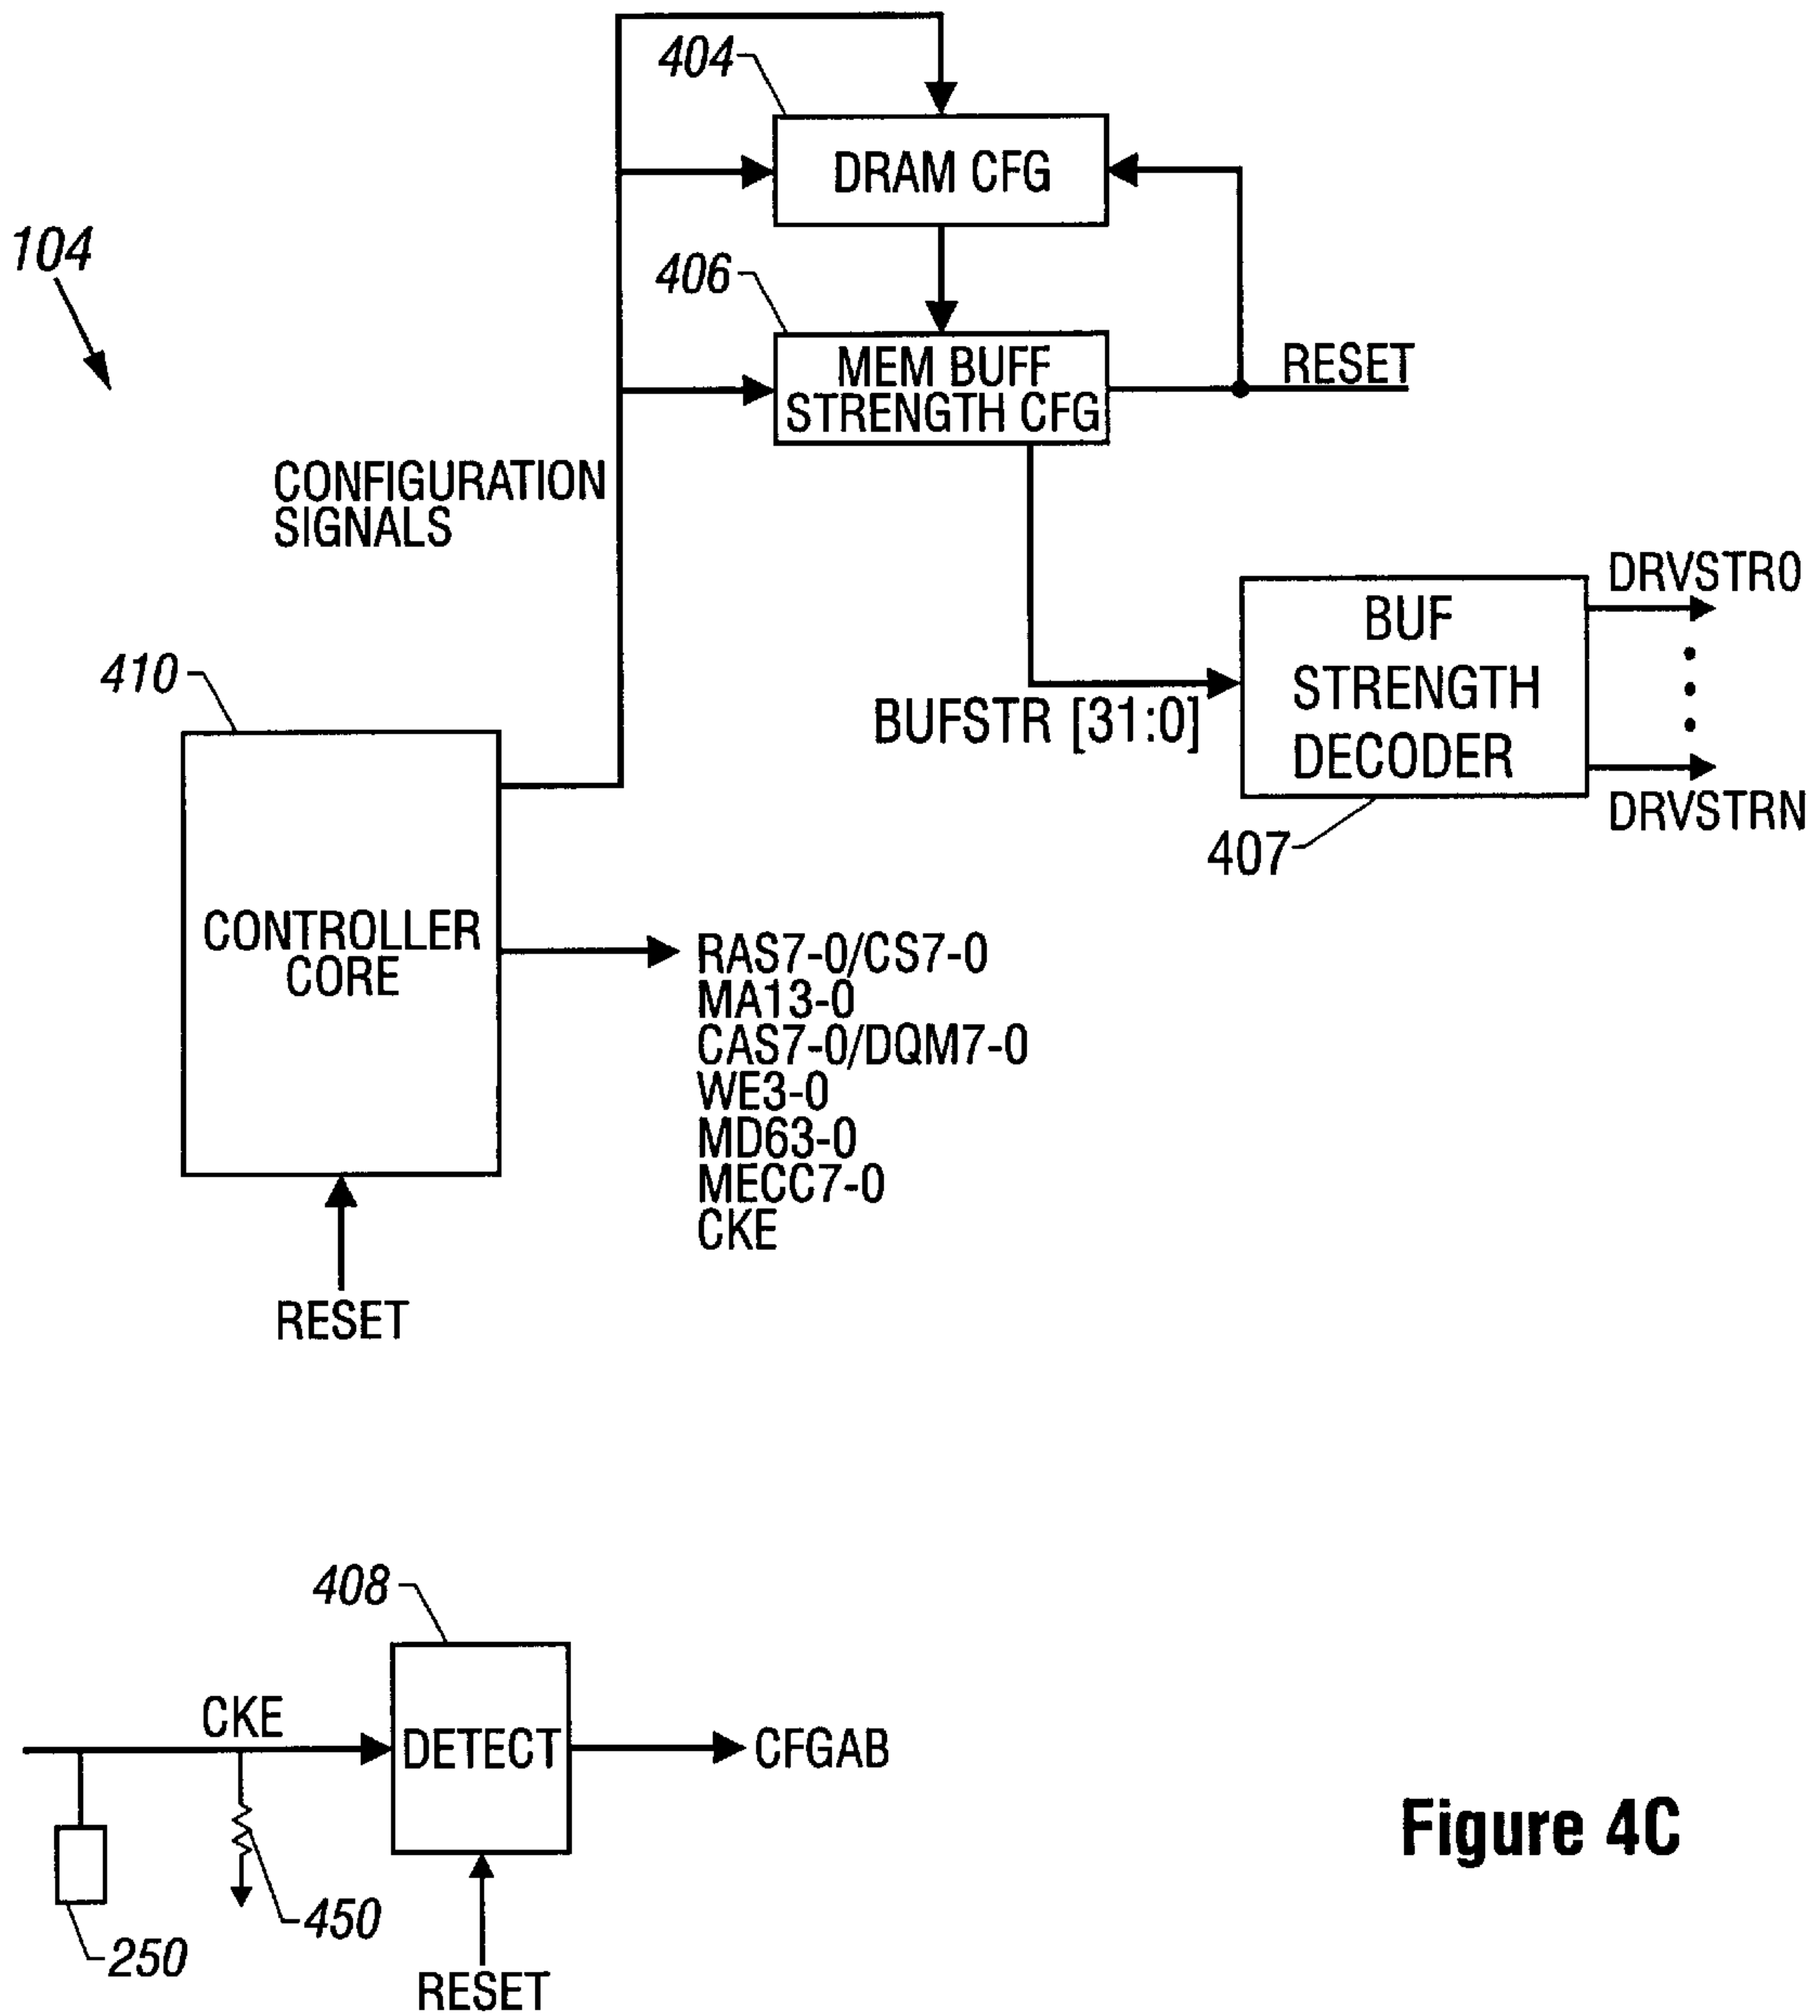 404
DRAM CFG
104
406
MEM BUFF
STRENGTH CFG
RESET
CONFIGURATION
SIGNALS
DRVSTR0
BUF
STRENGTH
DECODER
BUFSTR [31:0]
DRVSTRN
407
410
CONTROLLER
CORE
RAS7-0/CS7-0
MA13-0
CAS7-0/DQM7-0
WE3-0
MD63-0
MECC7-0
CKE
RESET
408
CKE
DETECT
CFGAB
450
250
RESET
Figure 4C